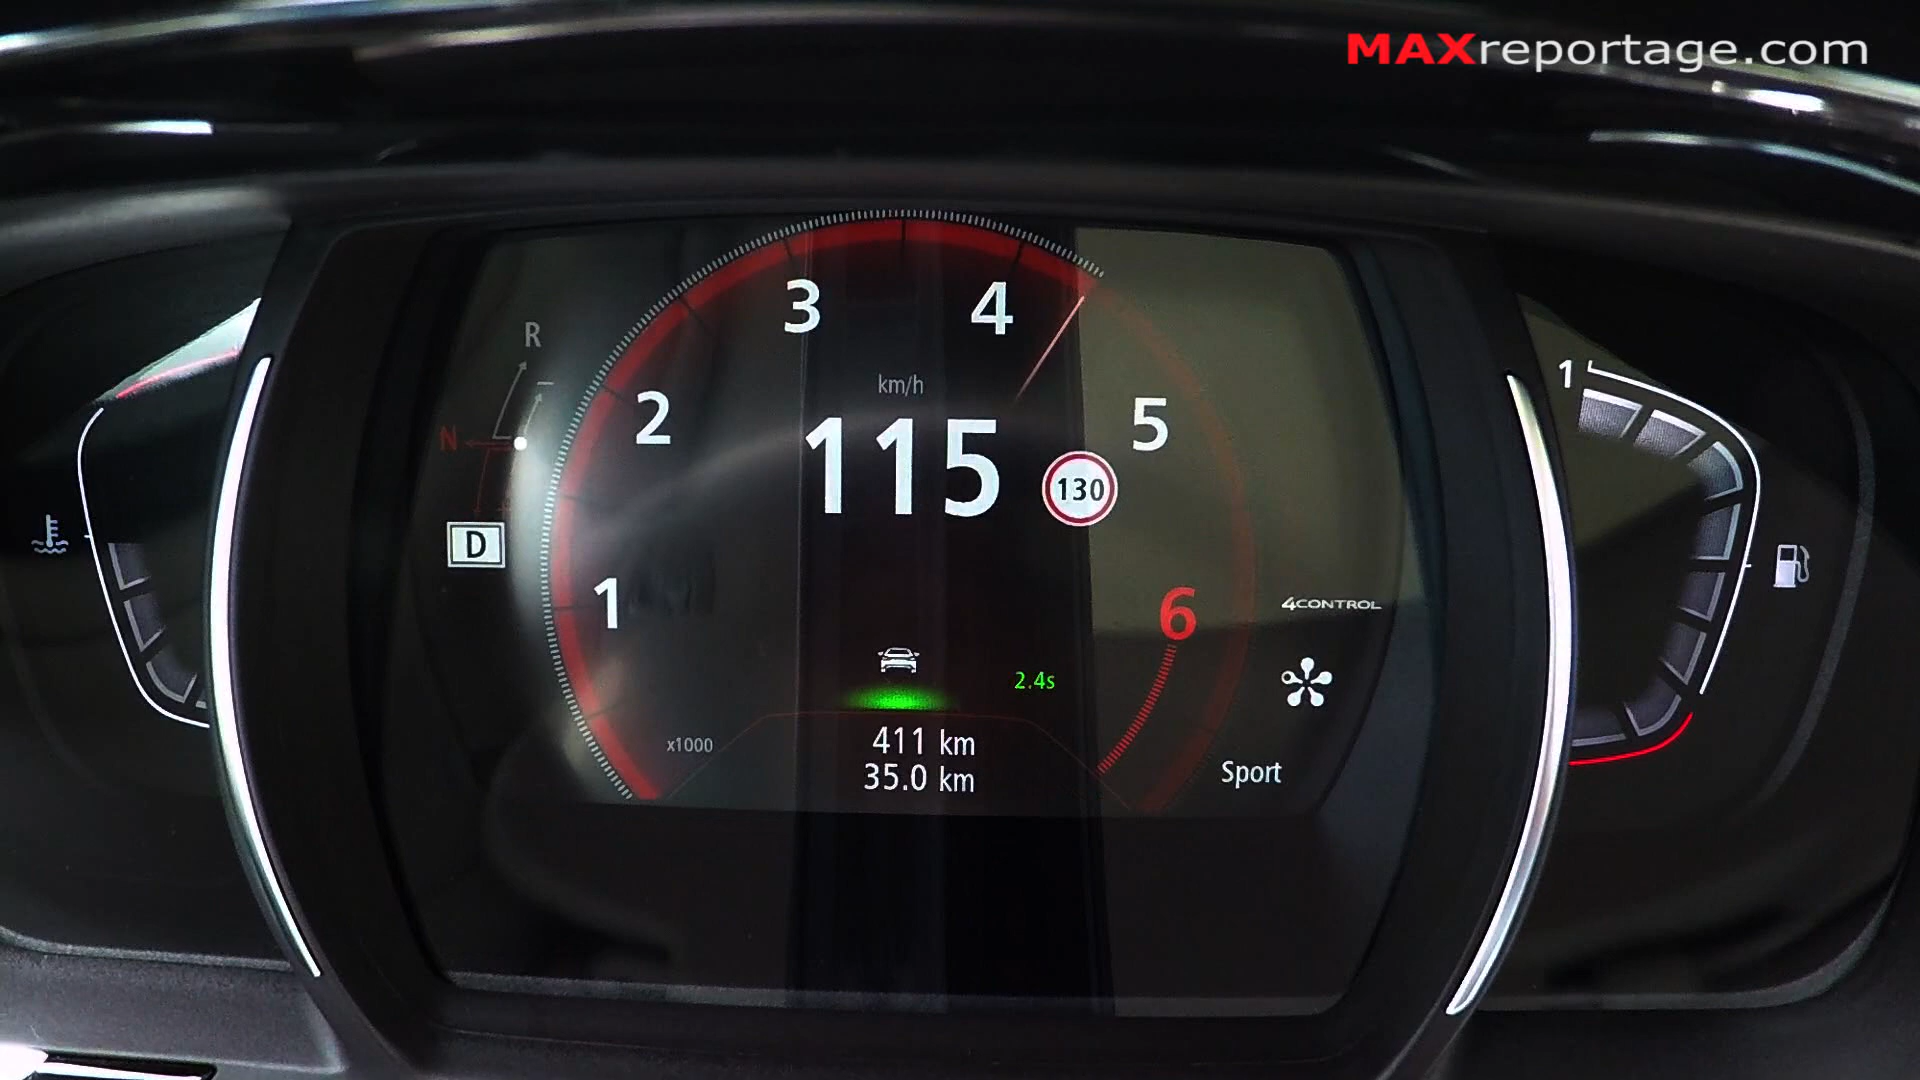 MAXreportage.com
R
3
4
1
km/h
2
5
115
N
130
D
1
6
4CONTROL
2.4s
x1000
411 km
35.0 km
Sport